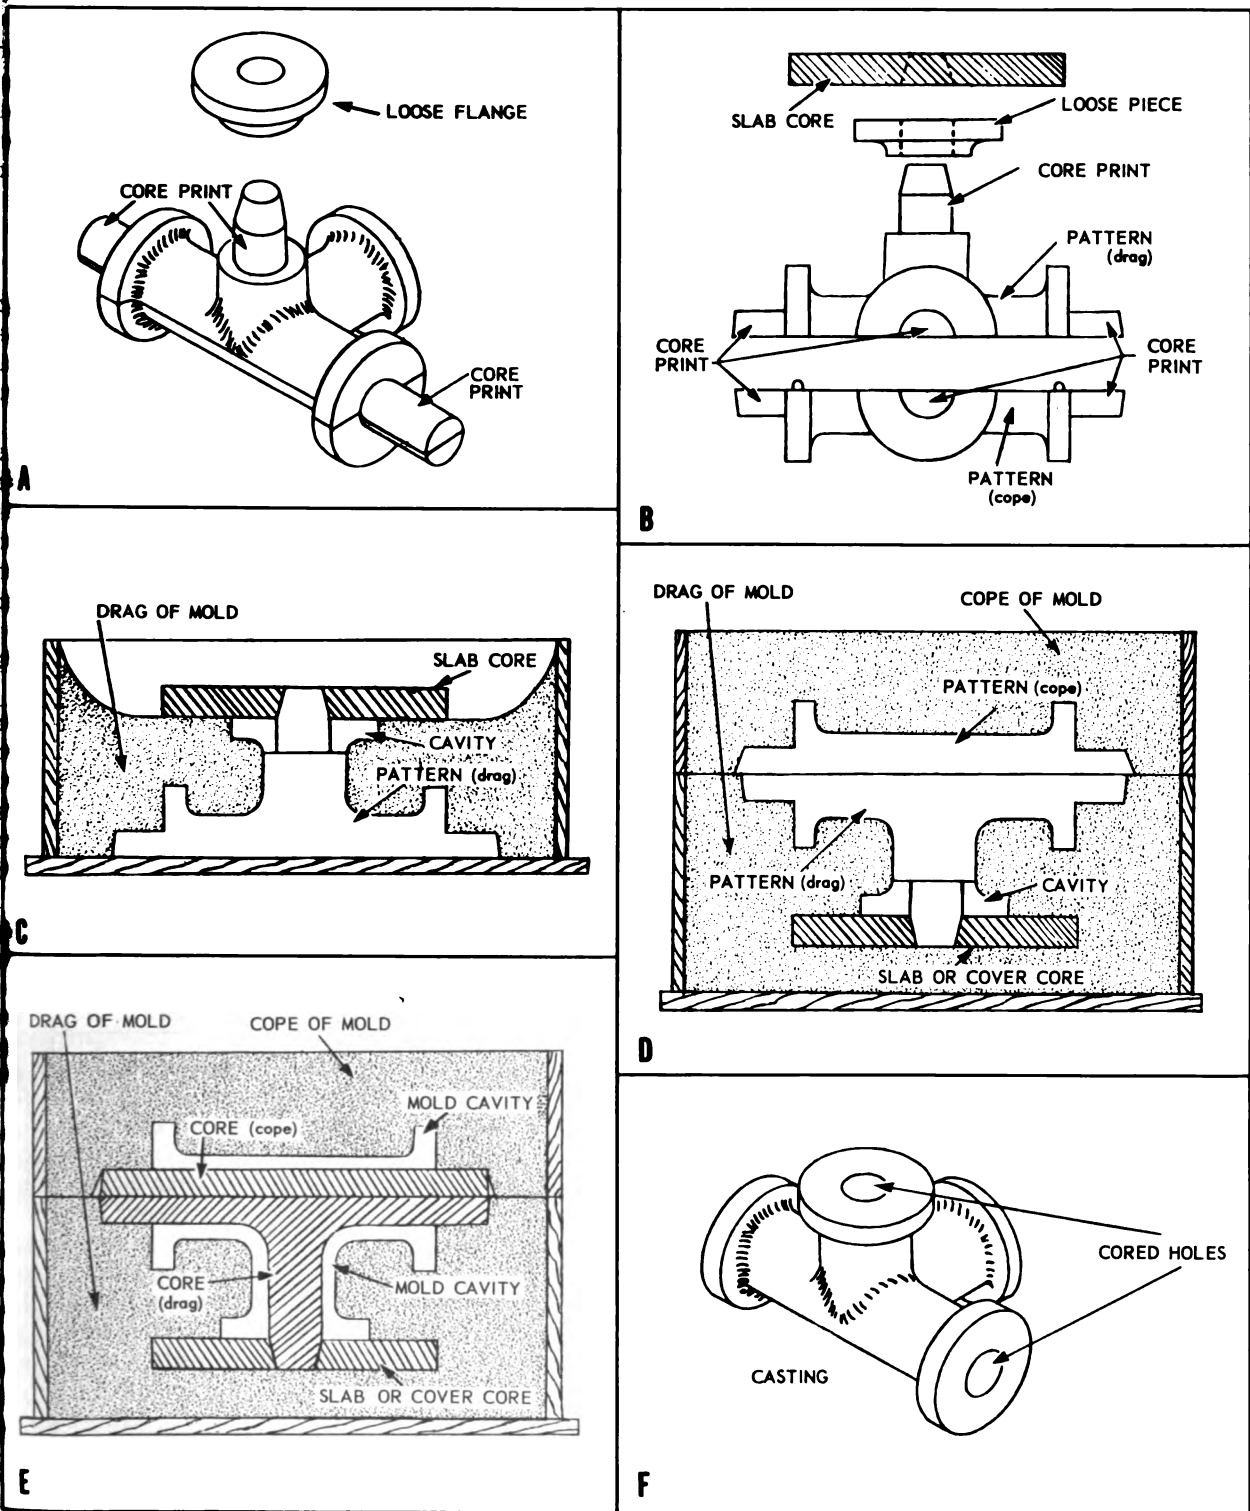 LOOSE FLANGE
CORE PRINT
CORE
PRINT
A
SLAB CORE
LOOSE PIECE
CORE PRINT
PATTERN
(drag)
CORE
PRINT
CORE
PRINT
PATTERN
(cope)
B
DRAG OF MOLD
SLAB CORE
CAVITY
PATTERN (drag)
C
DRAG OF MOLD
COPE OF MOLD
PATTERN (cope)
PATTERN (drag)
CAVITY
SLAB OR COVER CORE
D
DRAG OF MOLD
COPE OF MOLD
MOLD CAVITY
CORE (cope)
CORE
(drag)
MOLD CAVITY
SLAB OR COVER CORE
E
CORED HOLES
CASTING
F